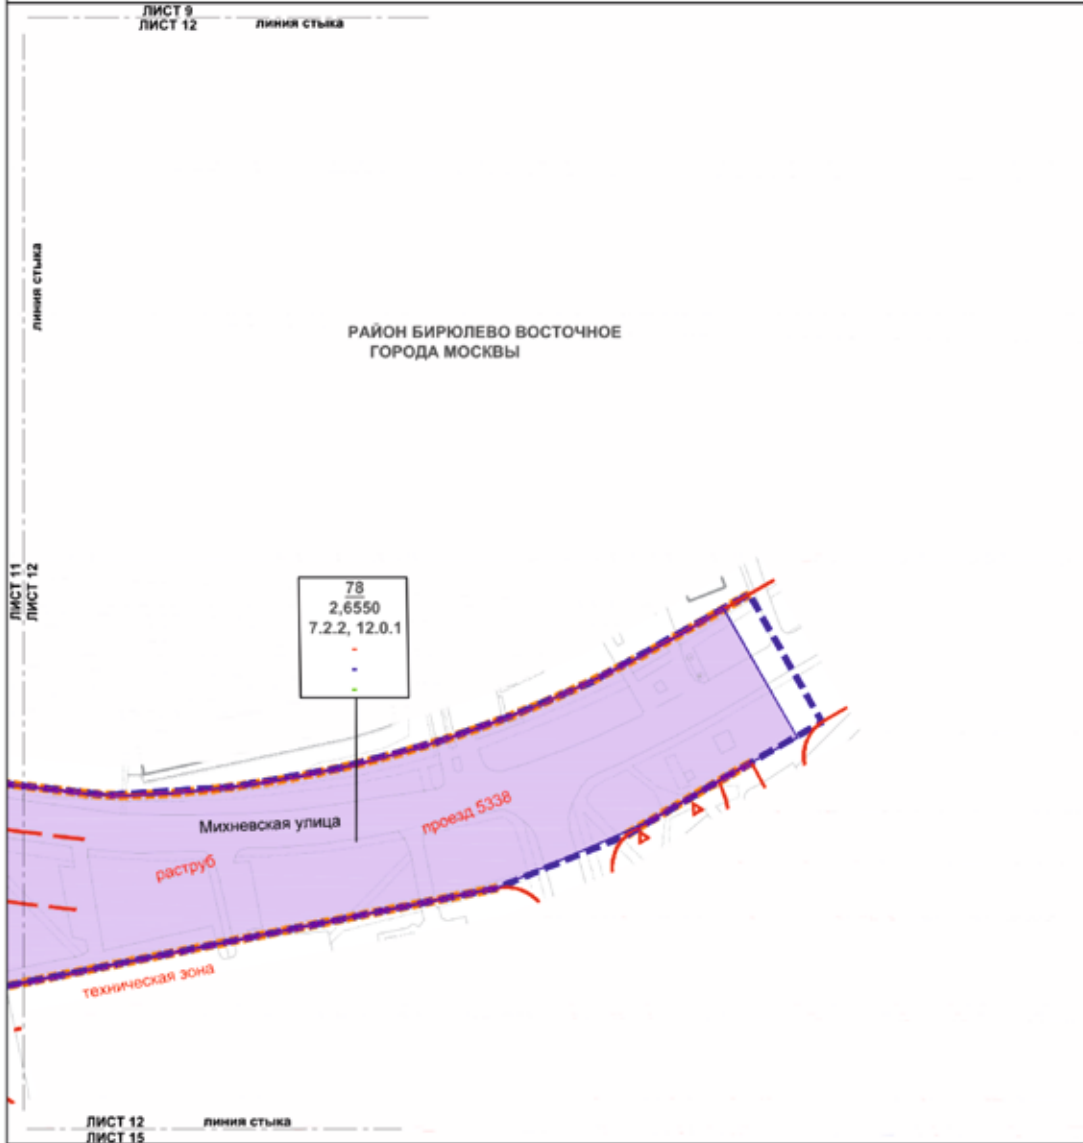 ЛИСТ 9
ЛИСТ 12
линия стыка
линия стыка
РАЙОН БИРЮЛЕВО ВОСТОЧНОЕ
ГОРОДА МОСКВЫ
ЛИСТ 11
ЛИСТ 12
78
2,6550
7.2.2, 12.0.1
-
-
-
Михневская улица
проезд 5338
раструб
техническая зона
ЛИСТ 12
линия стыка
ЛИСТ 15